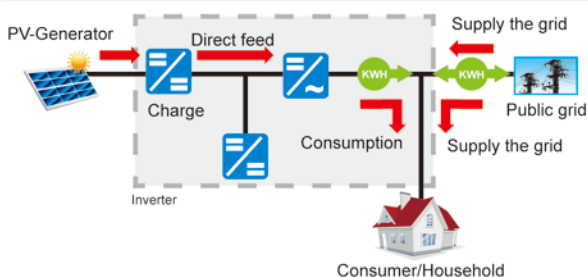 PV-Generator
Direct feed
Supply the grid
KWH
KWH
Charge
Public grid
Consumption
Supply the grid
Inverter
Consumer/Household